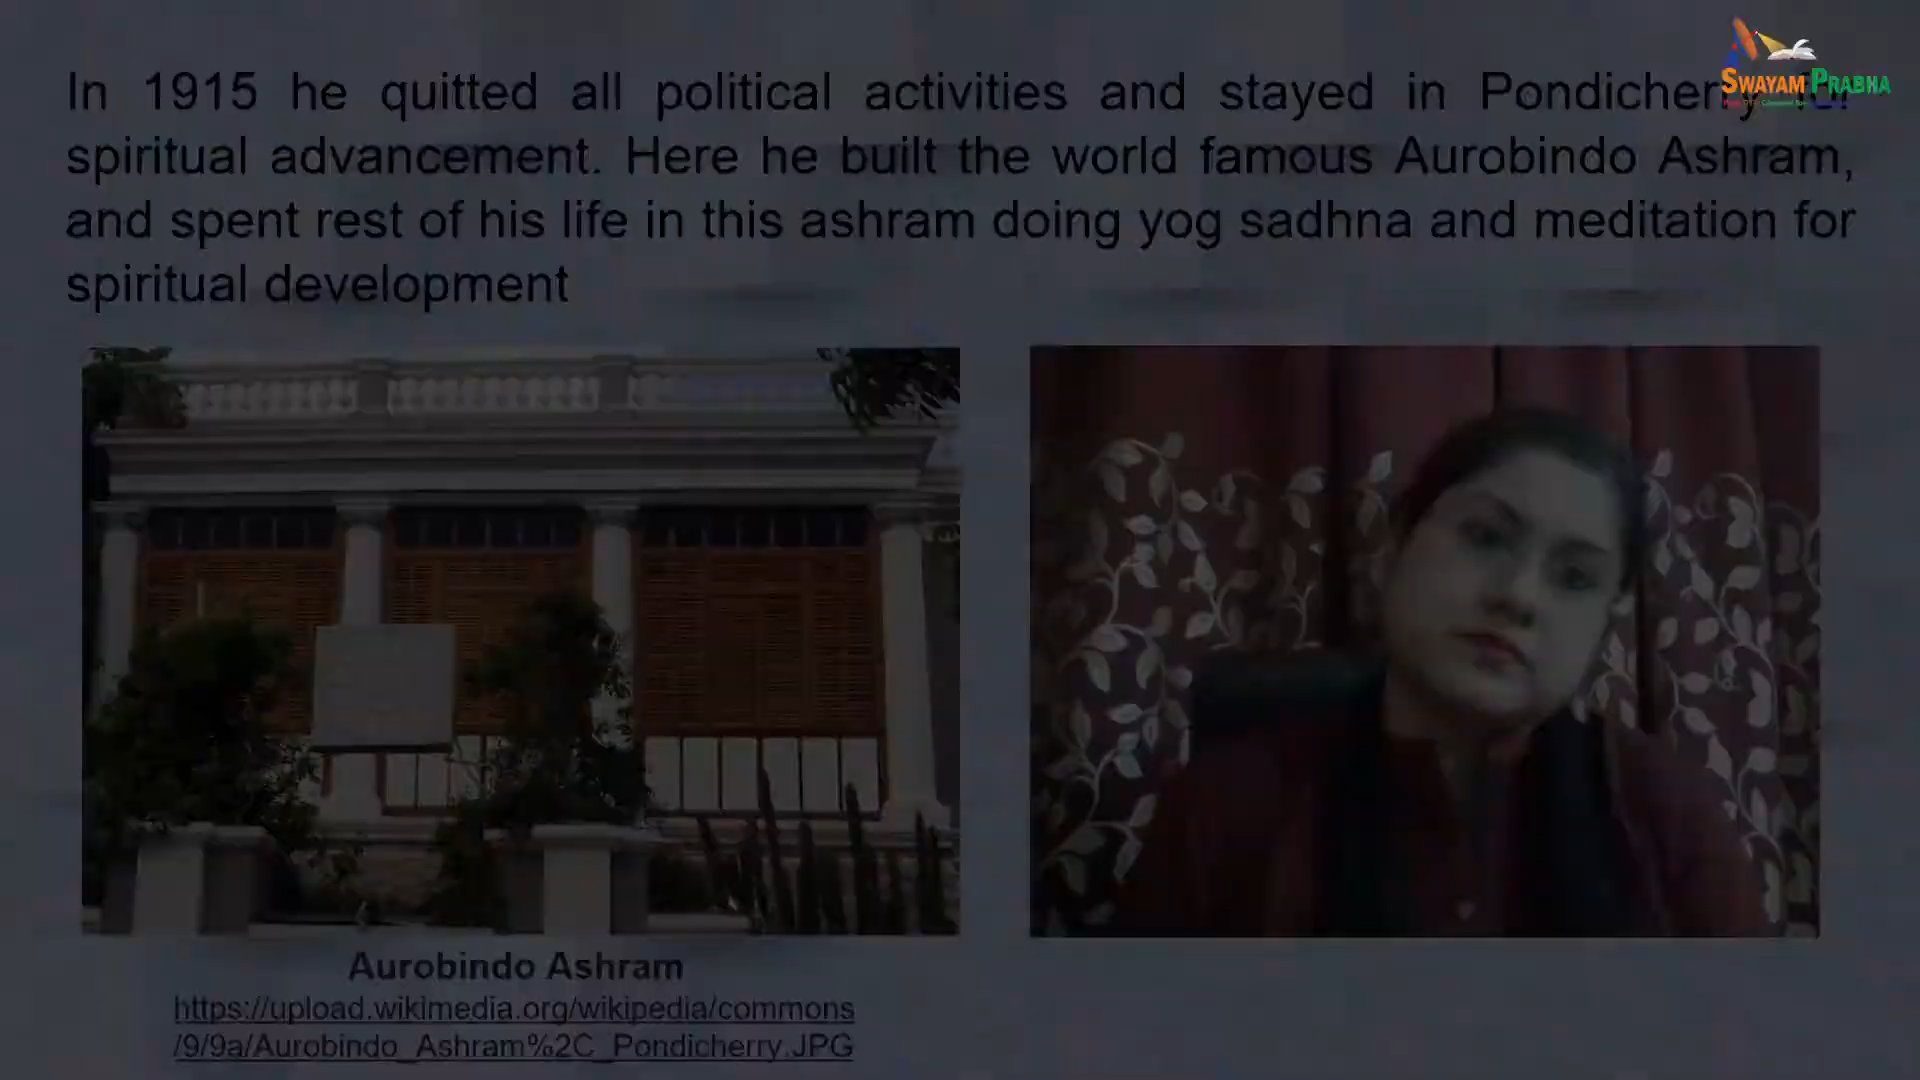 SWAYAM PRABHA
In 1915 he quitted all political activities and stayed in Pondicherry for
spiritual advancement. Here he built the world famous Aurobindo Ashram,
and spent rest of his life in this ashram doing yog sadhna and meditation for
spiritual development
Aurobindo Ashram
https://upload.wikimedia.org/wikipedia/commons
/9/9a/Aurobindo_Ashram%2C_Pondicherry.JPG